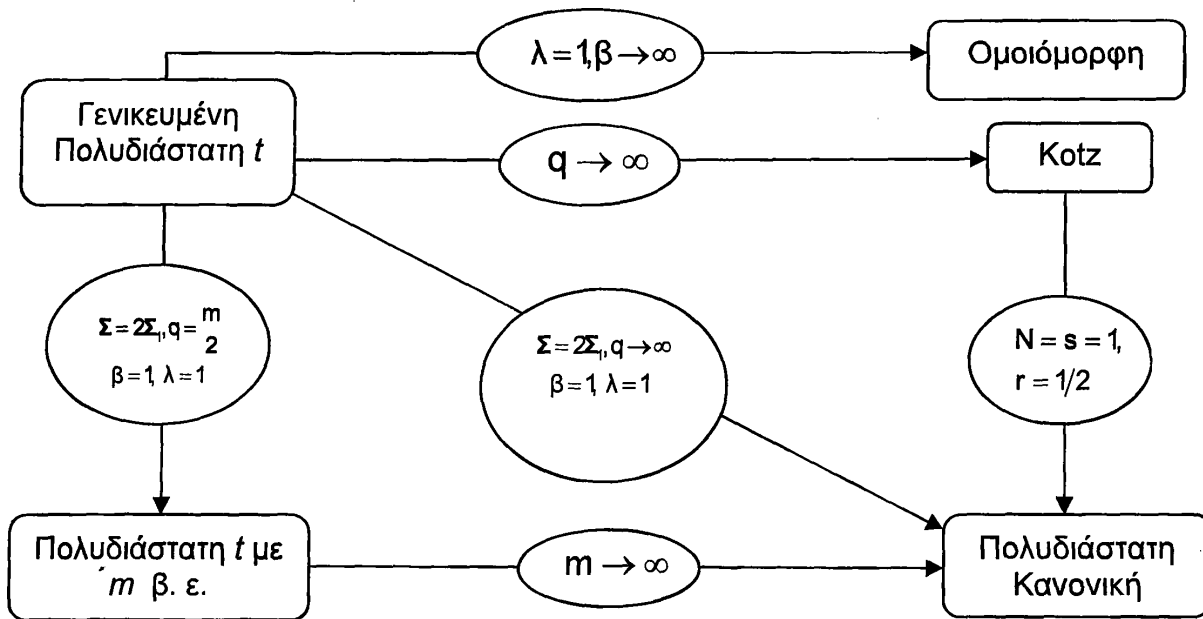 λ=1,β→∞
Ομοιόμορφη
Γενικευμένη
Πολυδιάστατη t
q → ∞
Kotz
Σ=2Σ₁, q= m
2
β=1, λ=1
Σ=2Σ₁, q→∞
β=1, λ=1
N = s = 1,
r = 1/2
Πολυδιάστατη t με
m β. ε.
m → ∞
Πολυδιάστατη
Κανονική